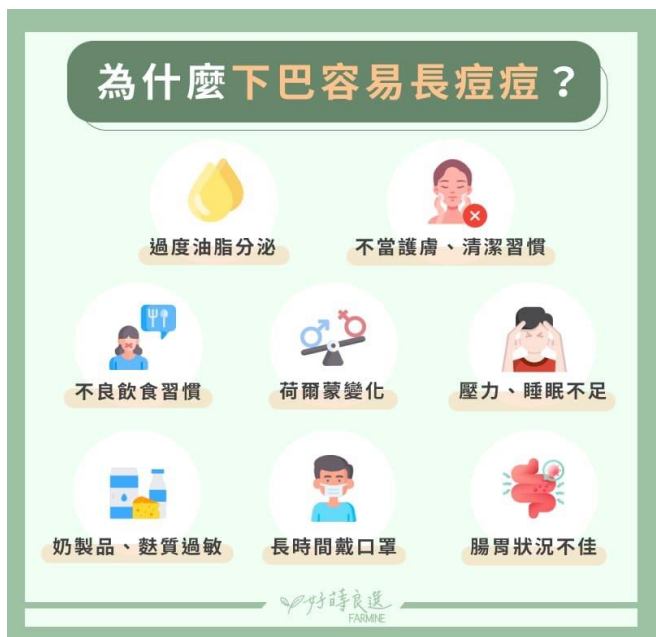 為什麼下巴容易長痘痘？
過度油脂分泌
不當護膚、清潔習慣
不良飲食習慣
荷爾蒙變化
壓力、睡眠不足
奶製品、麩質過敏
長時間戴口罩
腸胃狀況不佳
好蒔良選
FARMINE